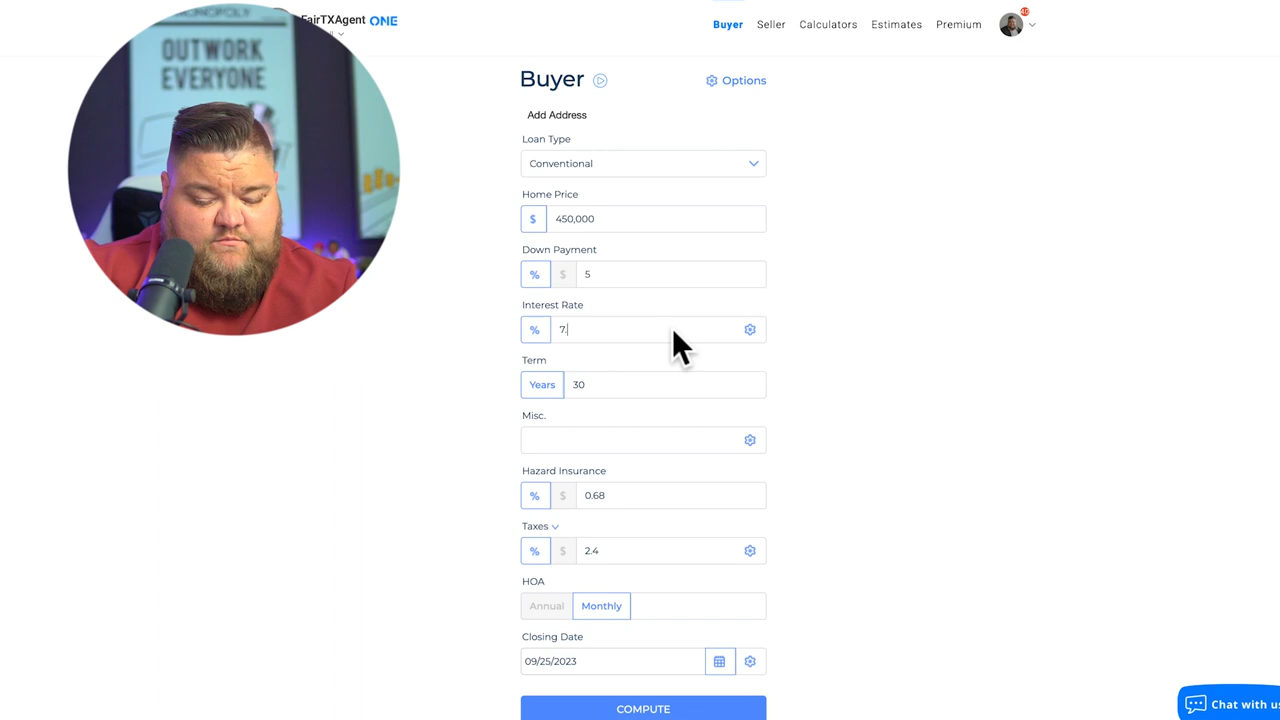 MONOPOLY
OUTWORK
EVERYONE
FairTXAgent ONE
Buyer
Seller
Calculators
Estimates
Premium
40
Buyer
Options
Add Address
Loan Type
Conventional
Home Price
$ 450,000
Down Payment
% $ 5
Interest Rate
% 7.
Term
Years 30
Misc.
Hazard Insurance
% $ 0.68
Taxes
% $ 2.4
HOA
Annual Monthly
Closing Date
09/25/2023
COMPUTE
Chat with us